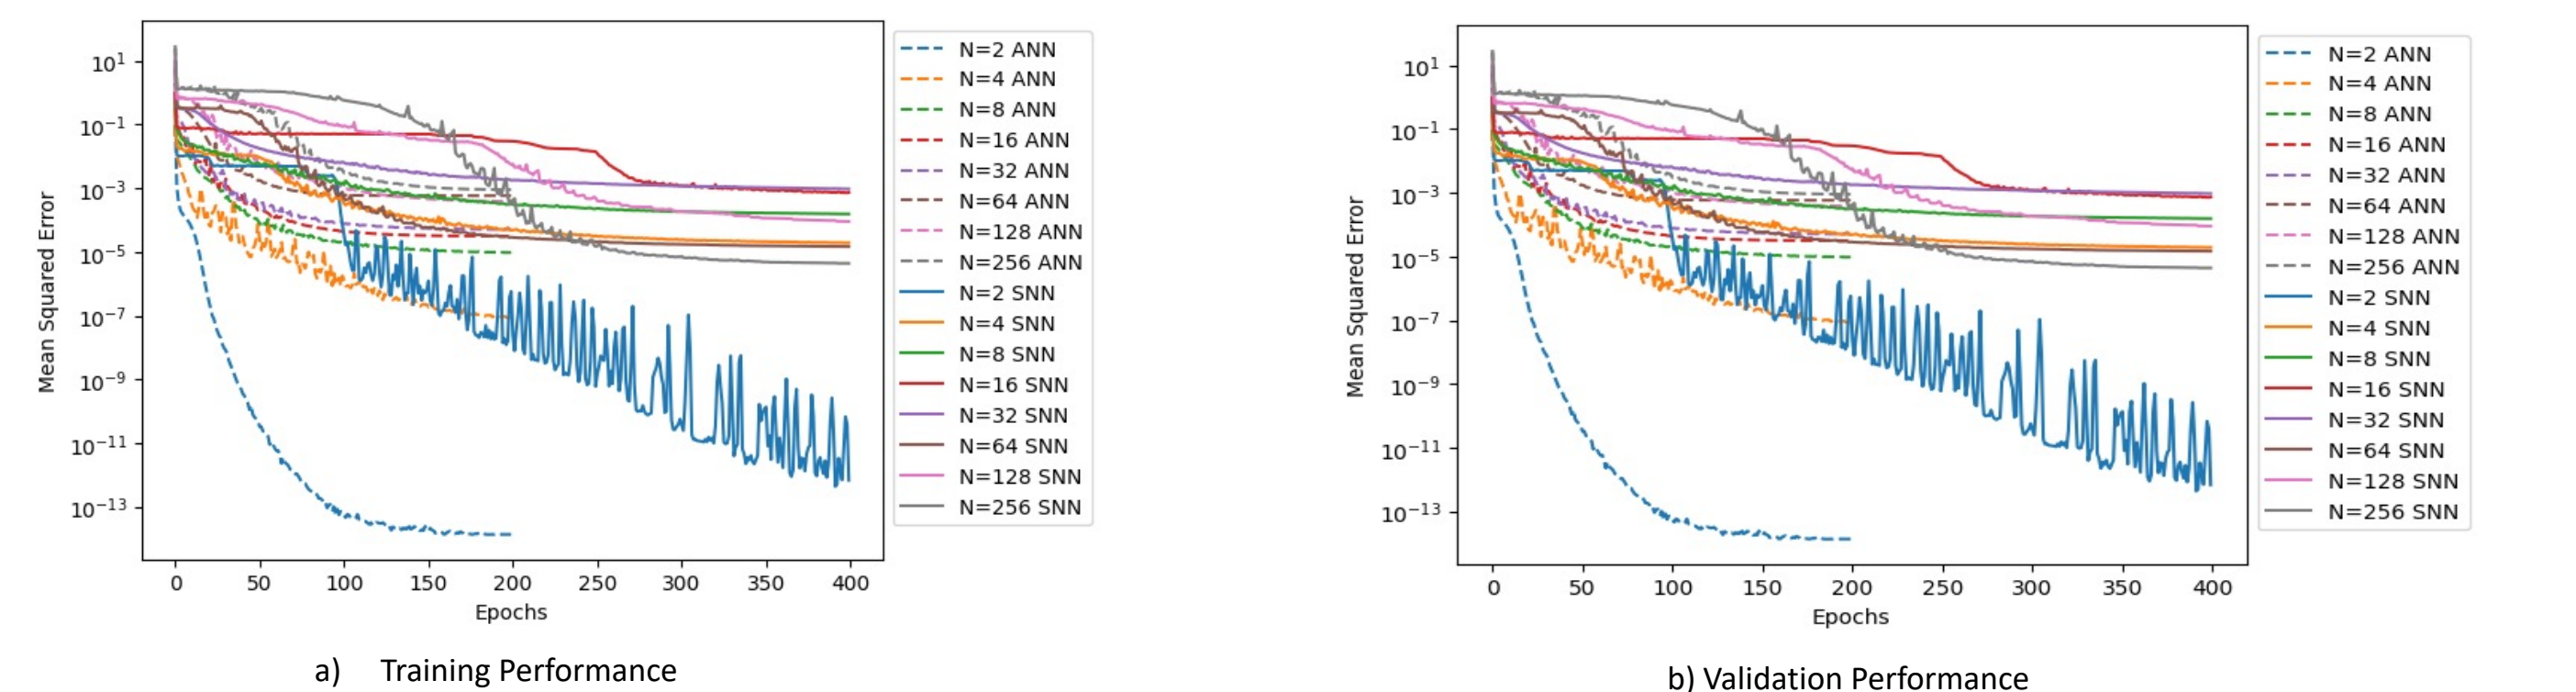 Mean Squared Error
10^1
10^-1
10^-3
10^-5
10^-7
10^-9
10^-11
10^-13
0 50 100 150 200 250 300 350 400
Epochs
N=2 ANN
N=4 ANN
N=8 ANN
N=16 ANN
N=32 ANN
N=64 ANN
N=128 ANN
N=256 ANN
N=2 SNN
N=4 SNN
N=8 SNN
N=16 SNN
N=32 SNN
N=64 SNN
N=128 SNN
N=256 SNN
a) Training Performance
Mean Squared Error
10^1
10^-1
10^-3
10^-5
10^-7
10^-9
10^-11
10^-13
0 50 100 150 200 250 300 350 400
Epochs
N=2 ANN
N=4 ANN
N=8 ANN
N=16 ANN
N=32 ANN
N=64 ANN
N=128 ANN
N=256 ANN
N=2 SNN
N=4 SNN
N=8 SNN
N=16 SNN
N=32 SNN
N=64 SNN
N=128 SNN
N=256 SNN
b) Validation Performance